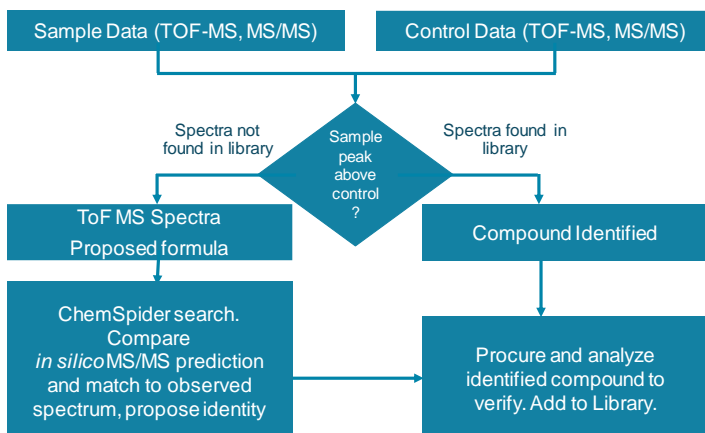 Sample Data (TOF-MS, MS/MS)
Control Data (TOF-MS, MS/MS)
Spectra not
found in library
Sample
peak
above
control
?
Spectra found in
library
ToF MS Spectra
Proposed formula
Compound Identified
ChemSpider search.
Compare
in silico MS/MS prediction
and match to observed
spectrum, propose identity
Procure and analyze
identified compound to
verify. Add to Library.